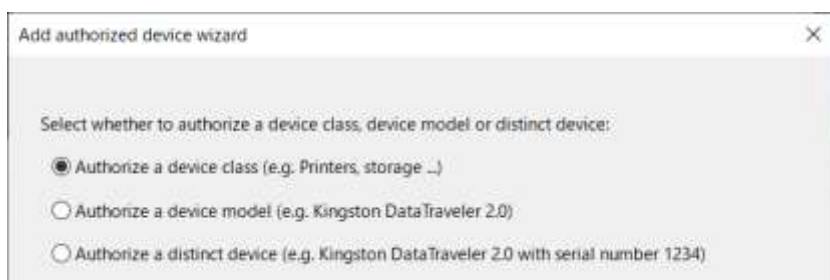 Add authorized device wizard
Select whether to authorize a device class, device model or distinct device:
Authorize a device class (e.g. Printers, storage ...)
Authorize a device model (e.g. Kingston DataTraveler 2.0)
Authorize a distinct device (e.g. Kingston DataTraveler 2.0 with serial number 1234)